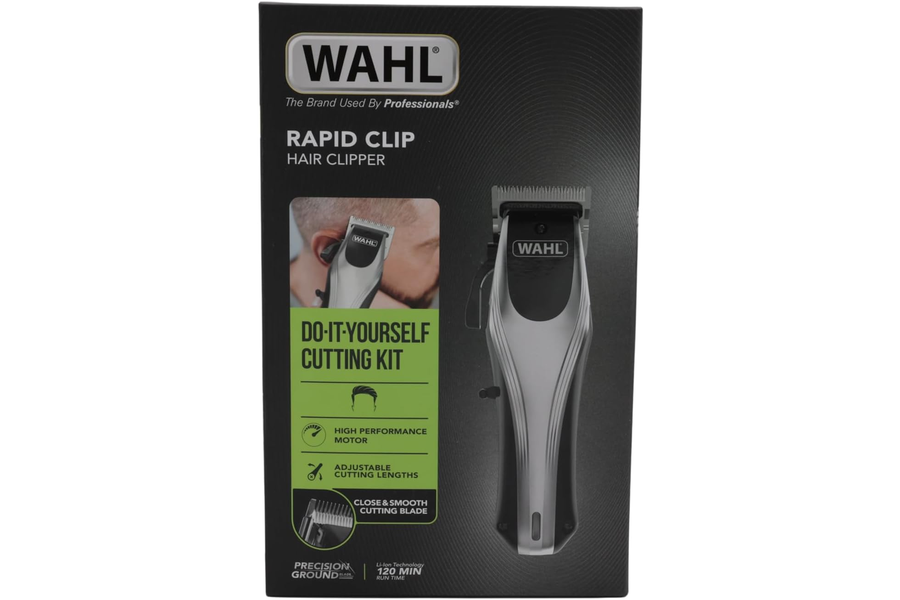 WAHL®
The Brand Used By Professionals®
RAPID CLIP
HAIR CLIPPER
WAHL
WAHL
DO-IT-YOURSELF
CUTTING KIT
HIGH PERFORMANCE
MOTOR
ADJUSTABLE
CUTTING LENGTHS
CLOSE & SMOOTH
CUTTING BLADE
PRECISION
GROUND
Li-Ion Technology
120 MIN
RUN TIME